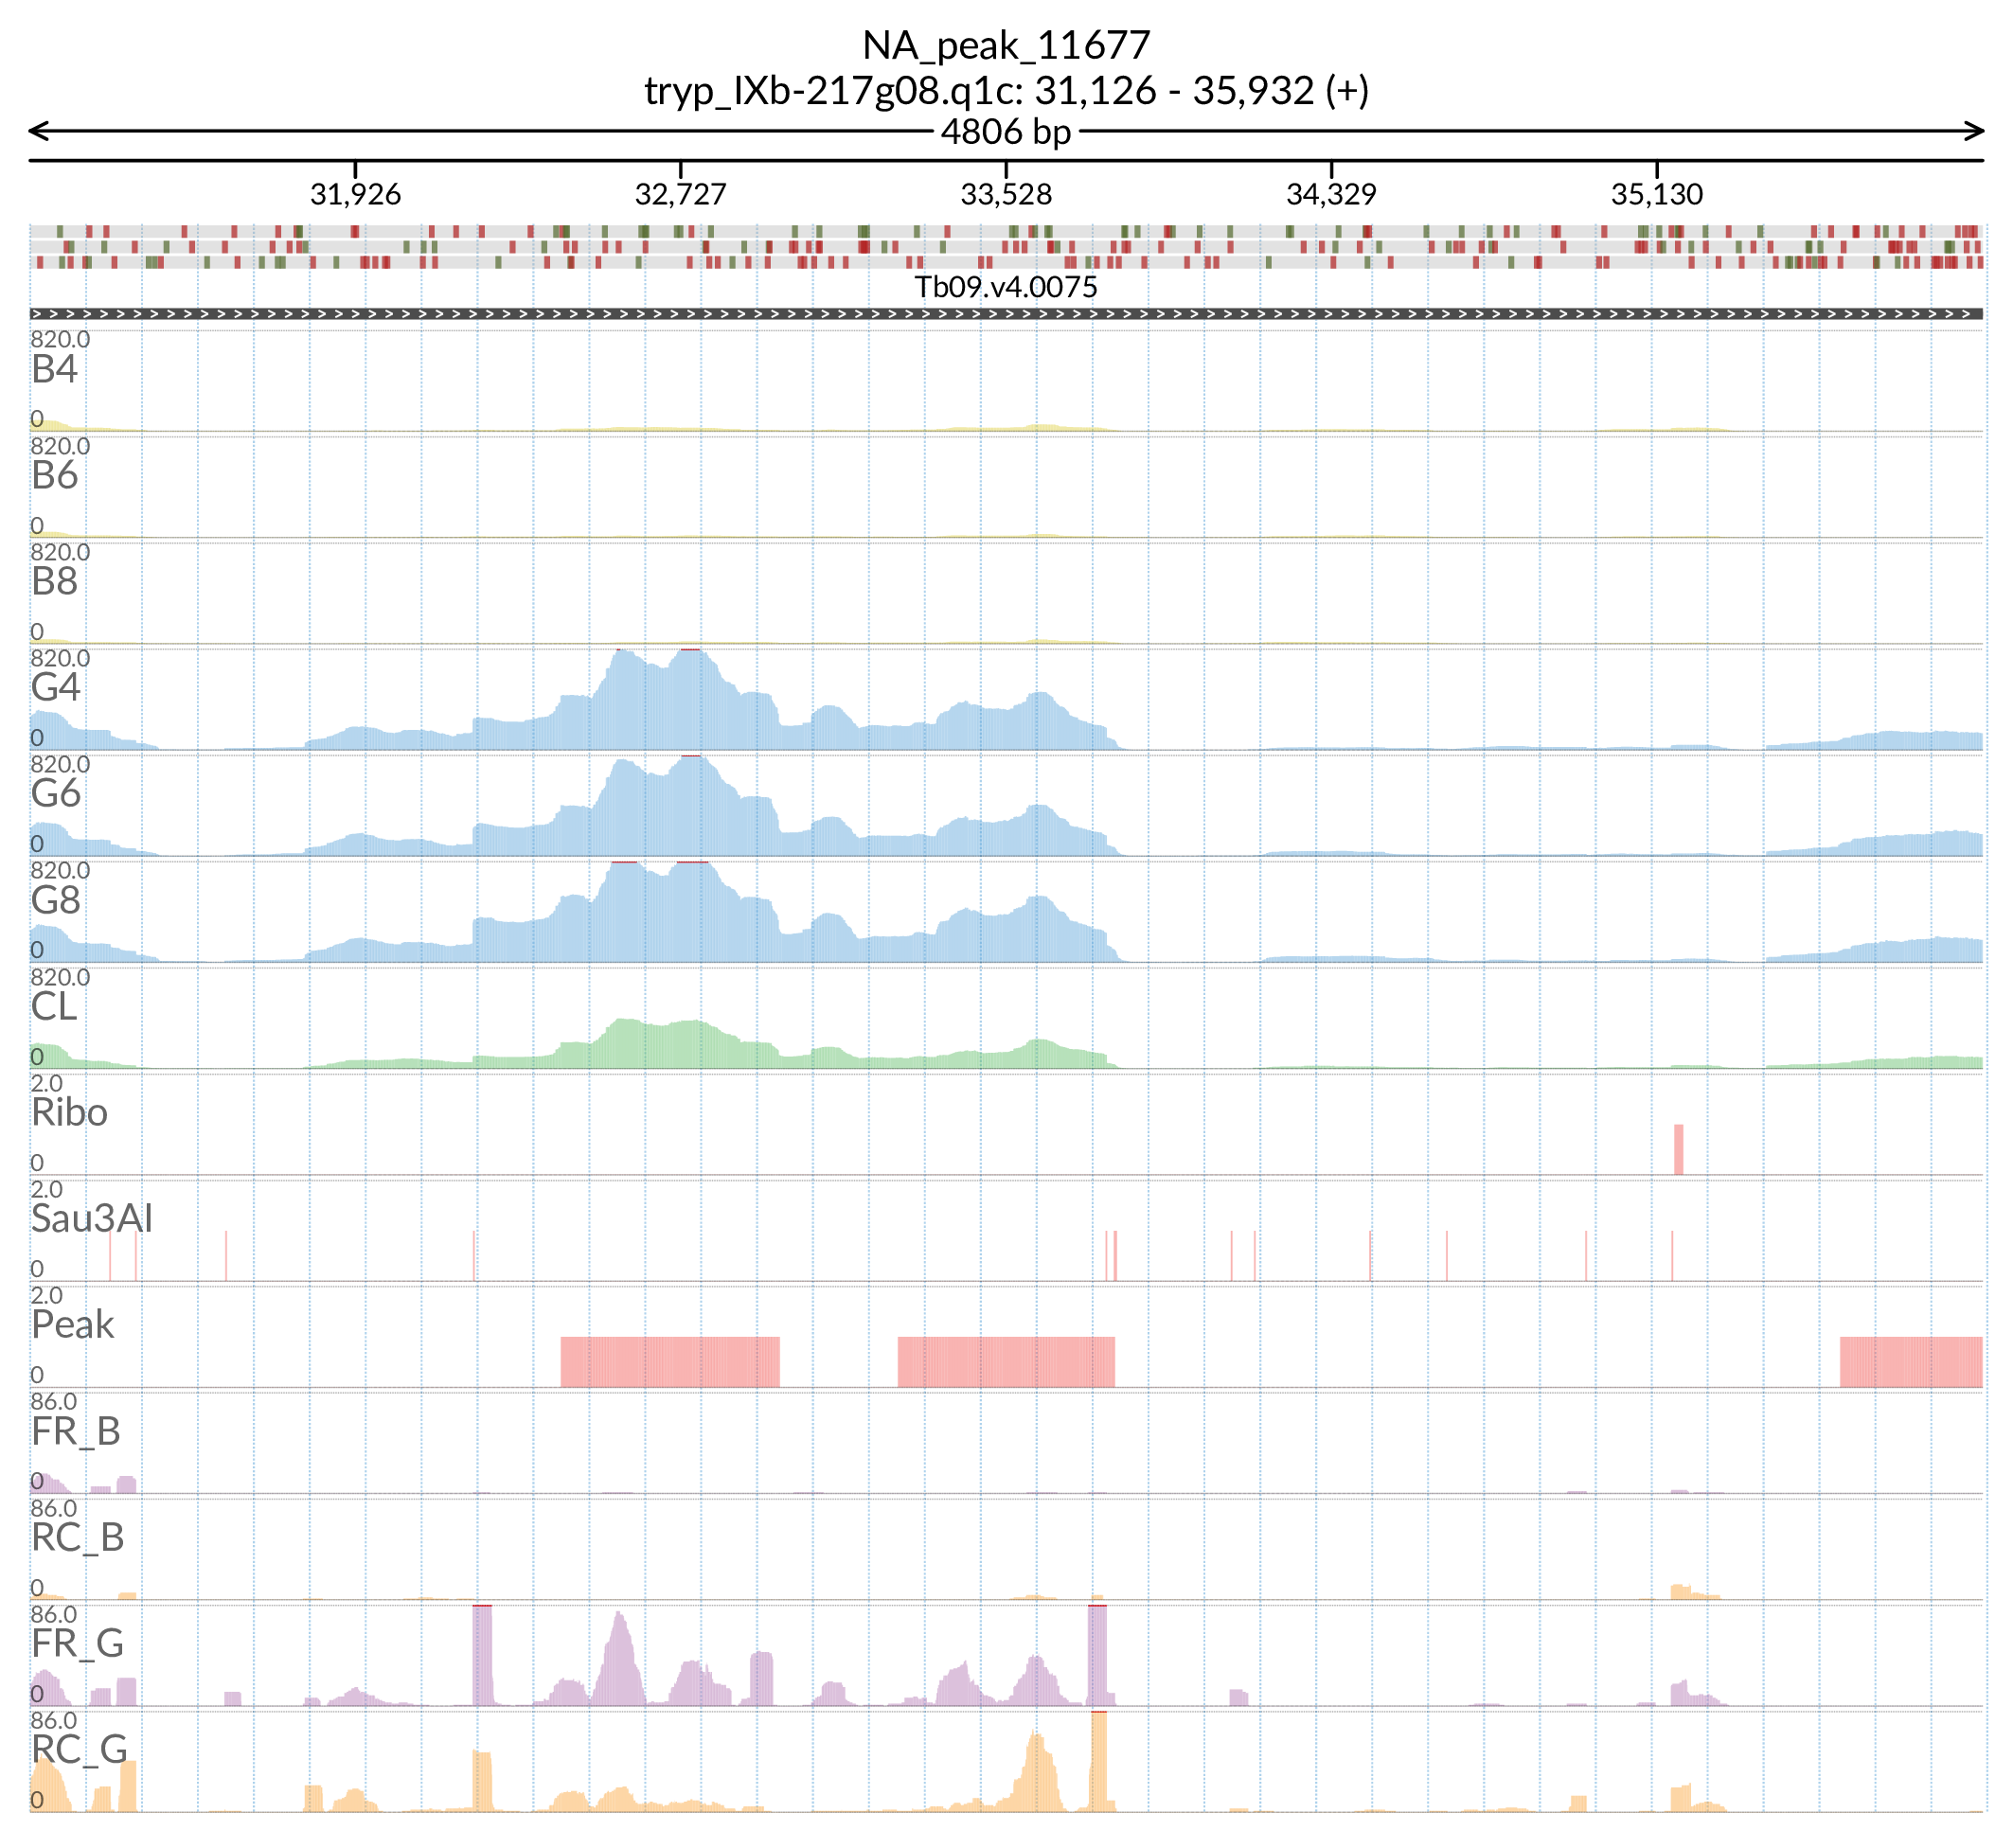 NA_peak_11677
tryp_IXb-217g08.q1c: 31,126 - 35,932 (+)
4806 bp
31,926 32,727 33,528 34,329 35,130
Tb09.v4.0075
820.0
B4
0
820.0
B6
0
820.0
B8
0
820.0
G4
0
820.0
G6
0
820.0
G8
0
820.0
CL
0
2.0
Ribo
0
2.0
Sau3AI
0
2.0
Peak
0
86.0
FR_B
0
86.0
RC_B
0
86.0
FR_G
0
86.0
RC_G
0